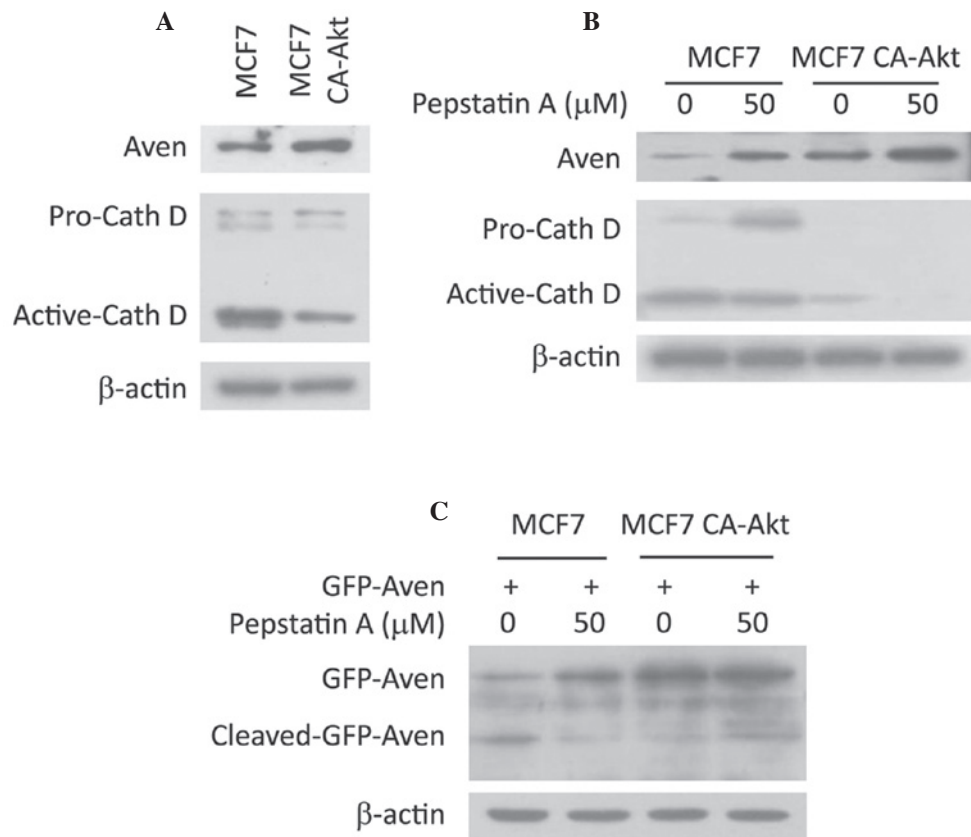 A
MCF7
MCF7
CA-Akt
Aven
Pro-Cath D
Active-Cath D
β-actin
B
MCF7 MCF7 CA-Akt
Pepstatin A (μM) 0 50 0 50
Aven
Pro-Cath D
Active-Cath D
β-actin
C
MCF7 MCF7 CA-Akt
GFP-Aven + + + +
Pepstatin A (μM) 0 50 0 50
GFP-Aven
Cleaved-GFP-Aven
β-actin